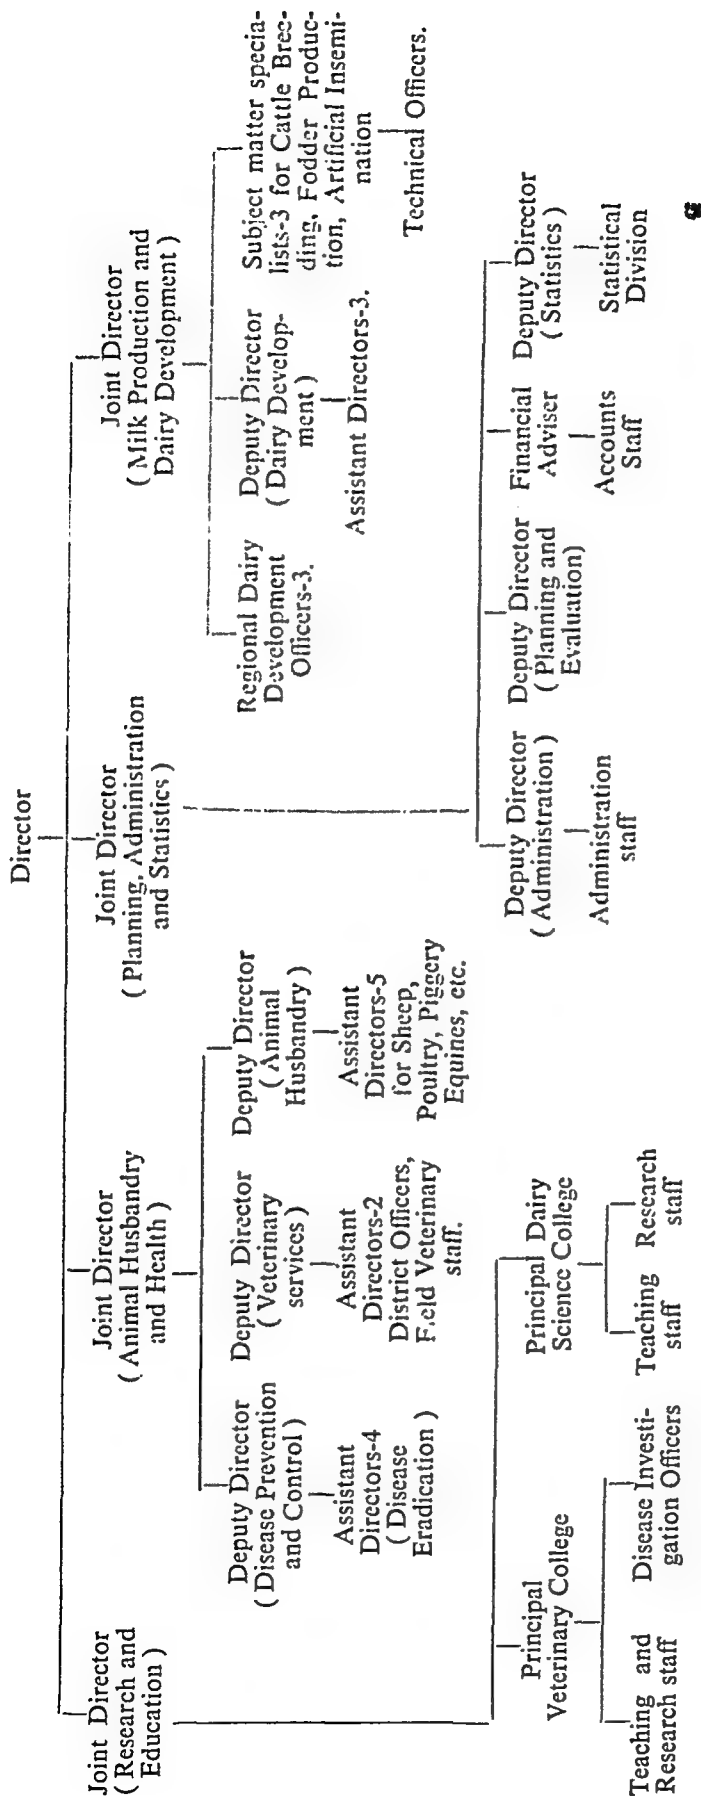 Director
Joint Director
( Research and
Education )
Joint Director
( Animal Husbandry
and Health )
Joint Director
( Planning, Administration
and Statistics )
Joint Director
( Milk Production and
Dairy Development )
Deputy Director
( Disease Prevention
and Control )
Assistant
Directors-4
( Disease
Eradication )
Deputy Director
( Veterinary
services )
Assistant
Directors-2
District Officers,
Field Veterinary
staff.
Deputy Director
( Animal
Husbandry )
Assistant
Directors-5
for Sheep,
Poultry, Piggery
Equines, etc.
Regional Dairy
Development
Officers-3.
Deputy Director
( Dairy Develop-
ment )
Assistant Directors-3.
Subject matter specia-
lists-3 for Cattle Bree-
ding, Fodder Produc-
tion, Artificial Insemi-
nation
Technical Officers.
Principal
Veterinary College
Teaching and
Research staff
Disease Investi-
gation Officers
Principal Dairy
Science College
Teaching
staff
Research
staff
Deputy Director
( Administration )
Administration
staff
Deputy Director
( Planning and
Evaluation)
Financial
Adviser
Accounts
Staff
Deputy Director
( Statistics )
Statistical
Division